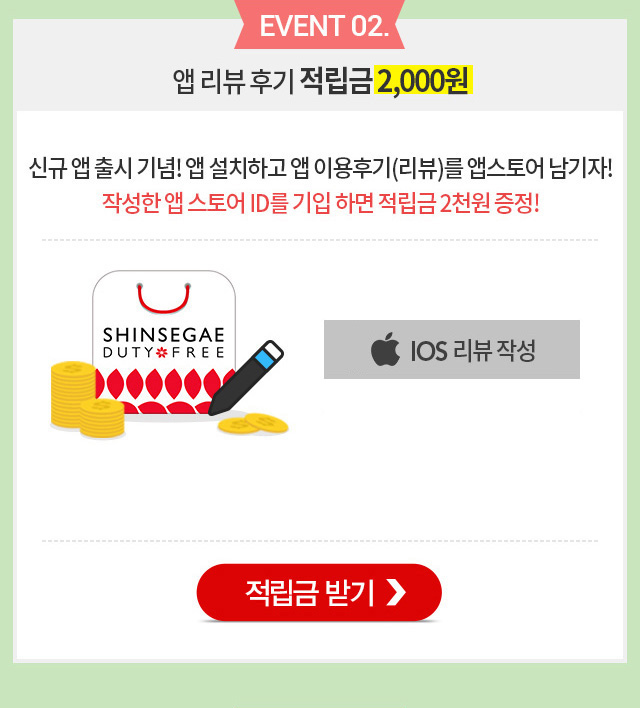 EVENT 02.
앱 리뷰 후기 적립금 2,000원
신규 앱 출시 기념! 앱 설치하고 앱 이용후기(리뷰)를 앱스토어 남기자!
작성한 앱 스토어 ID를 기입 하면 적립금 2천원 증정!
SHINSEGAE
DUTY FREE
IOS 리뷰 작성
적립금 받기